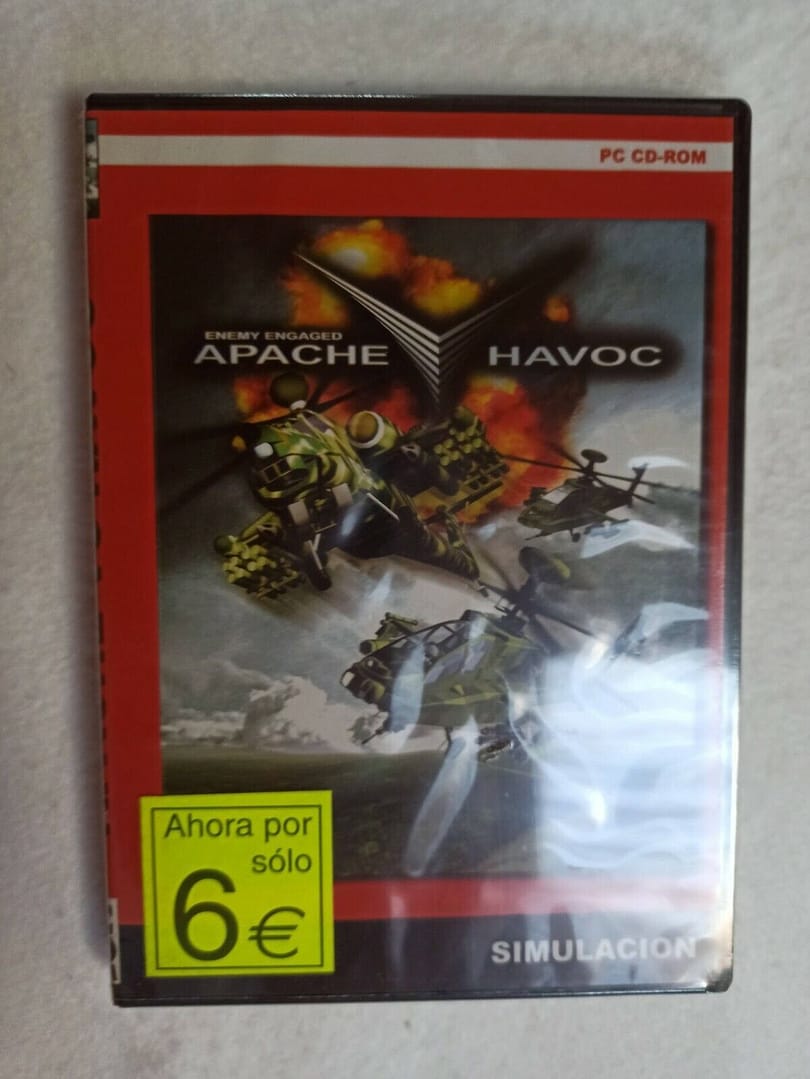 PC CD-ROM
ENEMY ENGAGED
APACHE V HAVOC
Ahora por
sólo
6€
SIMULACION